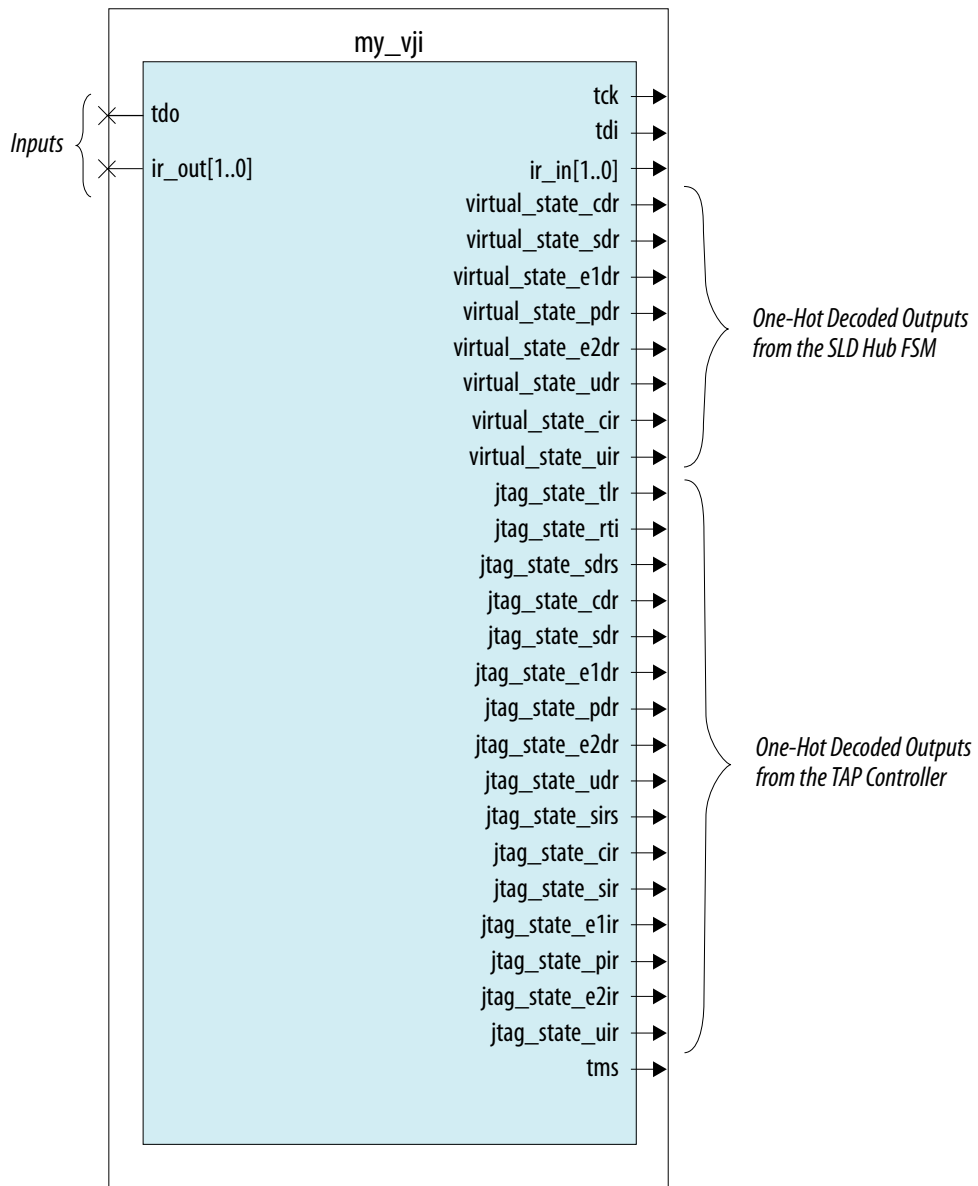 my_vji
Inputs
tdo
ir_out[1..0]
tck
tdi
ir_in[1..0]
virtual_state_cdr
virtual_state_sdr
virtual_state_e1dr
virtual_state_pdr
virtual_state_e2dr
virtual_state_udr
virtual_state_cir
virtual_state_uir
One-Hot Decoded Outputs
from the SLD Hub FSM
jtag_state_tlr
jtag_state_rti
jtag_state_sdrs
jtag_state_cdr
jtag_state_sdr
jtag_state_e1dr
jtag_state_pdr
jtag_state_e2dr
jtag_state_udr
jtag_state_sirs
jtag_state_cir
jtag_state_sir
jtag_state_e1ir
jtag_state_pir
jtag_state_e2ir
jtag_state_uir
One-Hot Decoded Outputs
from the TAP Controller
tms